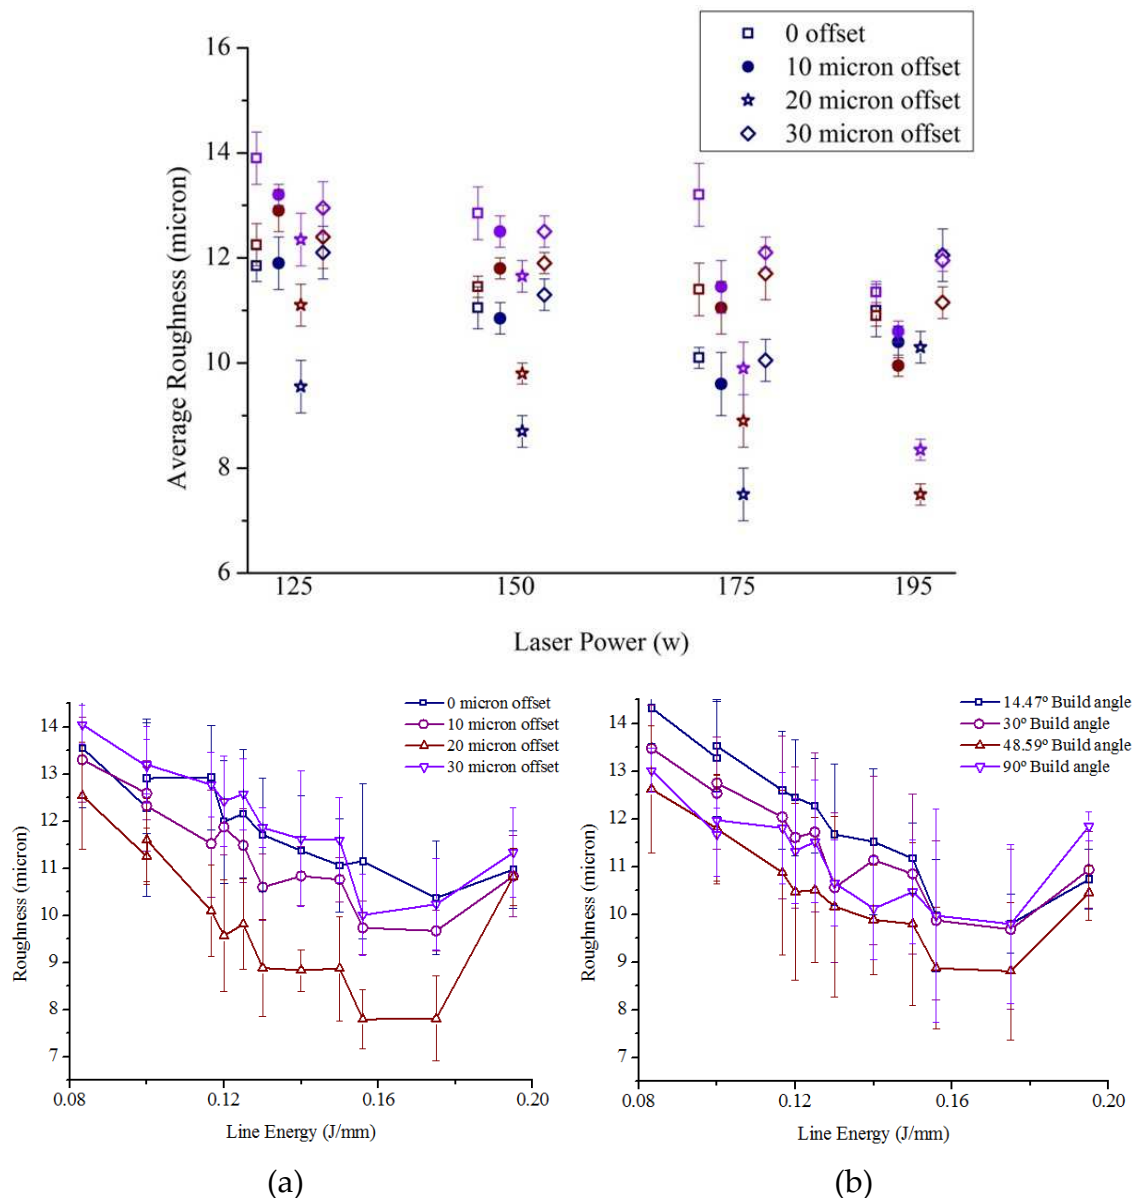 0 offset
10 micron offset
20 micron offset
30 micron offset
16
14
12
10
8
6
Average Roughness (micron)
125 150 175 195
Laser Power (w)
0 micron offset
10 micron offset
20 micron offset
30 micron offset
14
13
12
11
10
9
8
7
Roughness (micron)
0.08 0.12 0.16 0.20
Line Energy (J/mm)
(a)
14.47º Build angle
30º Build angle
48.59º Build angle
90º Build angle
14
13
12
11
10
9
8
7
Roughness (micron)
0.08 0.12 0.16 0.20
Line Energy (J/mm)
(b)